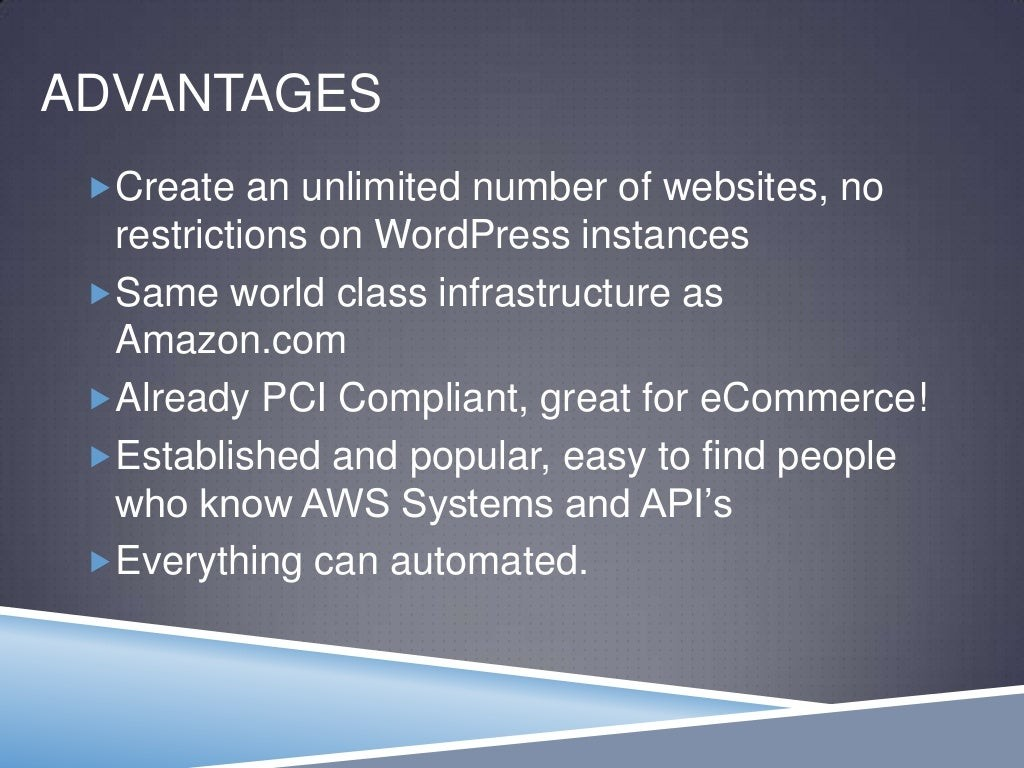 ADVANTAGES
Create an unlimited number of websites, no
restrictions on WordPress instances
Same world class infrastructure as
Amazon.com
Already PCI Compliant, great for eCommerce!
Established and popular, easy to find people
who know AWS Systems and API’s
Everything can automated.